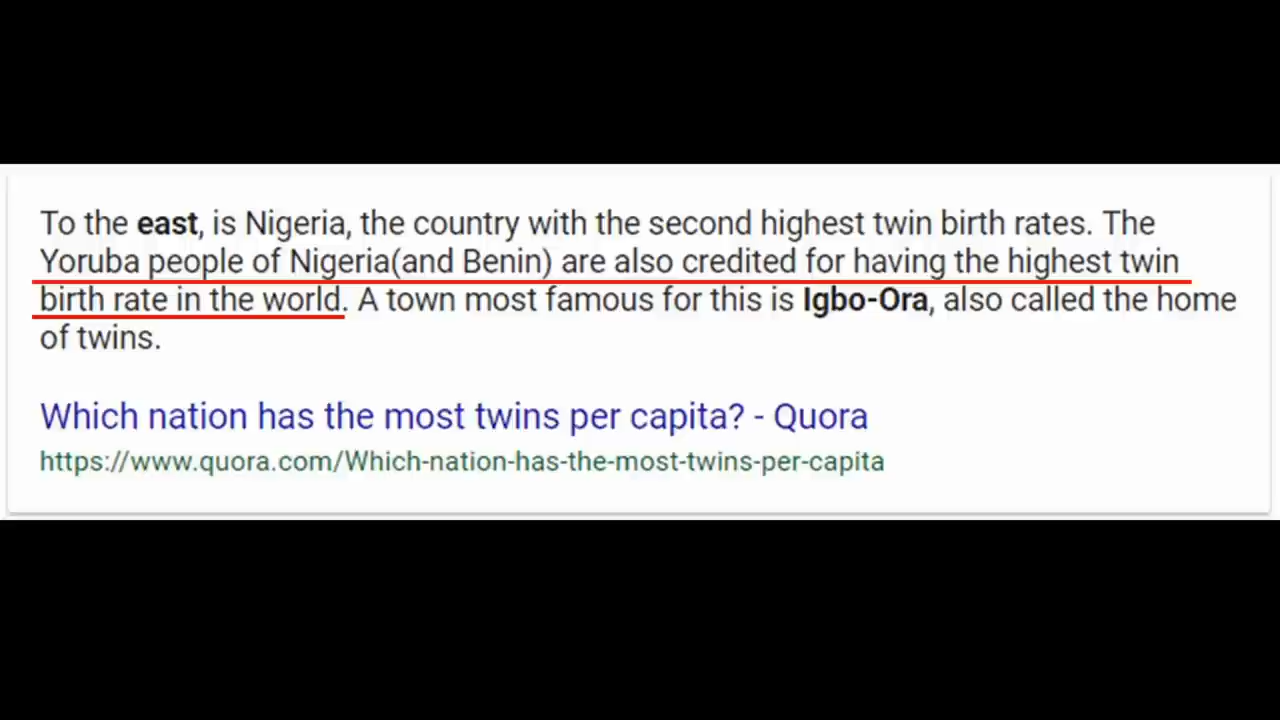 To the east, is Nigeria, the country with the second highest twin birth rates. The
Yoruba people of Nigeria(and Benin) are also credited for having the highest twin
birth rate in the world. A town most famous for this is Igbo-Ora, also called the home
of twins.
Which nation has the most twins per capita? - Quora
https://www.quora.com/Which-nation-has-the-most-twins-per-capita